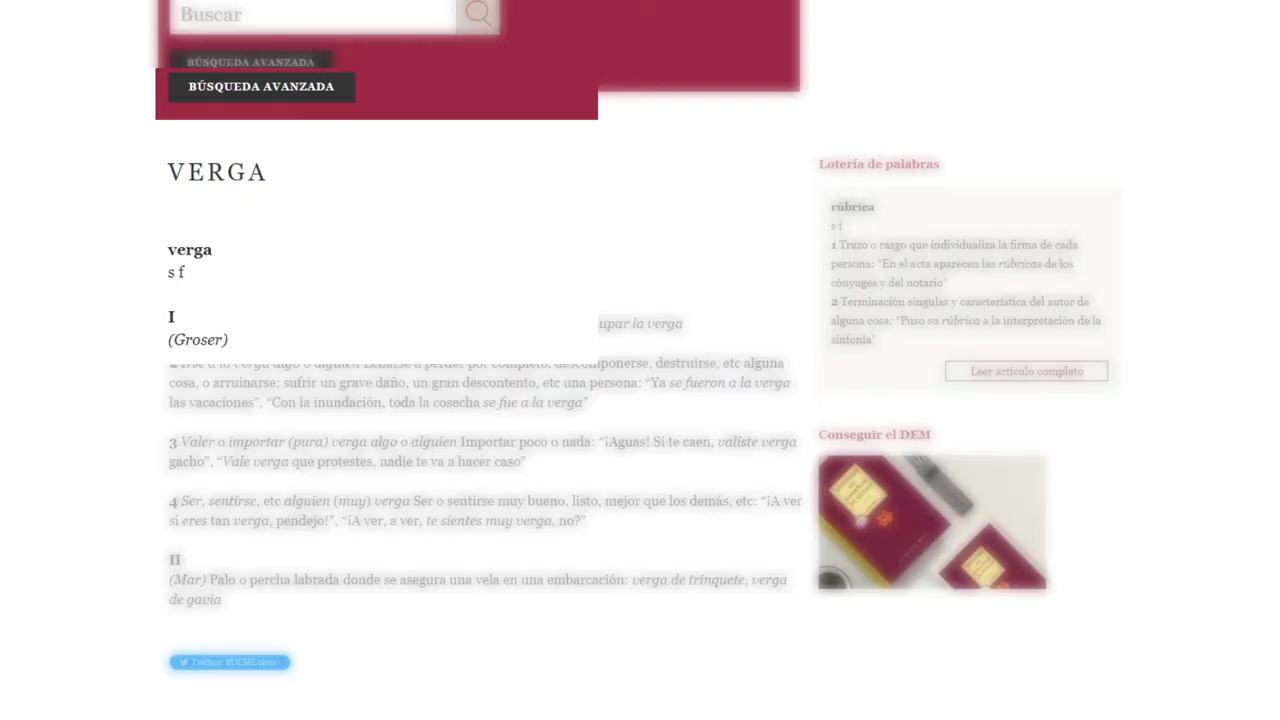 Buscar
BÚSQUEDA AVANZADA
BÚSQUEDA AVANZADA
VERGA
verga
s f
I
(Groser)
upar la verga
2 Irse a la verga algo o alguien Echarse a perder por completo, descomponerse, destruirse, etc alguna
cosa, o arruinarse; sufrir un grave daño, un gran descontento, etc una persona: “Ya se fueron a la verga
las vacaciones”, “Con la inundación, toda la cosecha se fue a la verga”
3 Valer o importar (pura) verga algo o alguien Importar poco o nada: “¡Aguas! Si te caen, valiste verga
gacho”, “Vale verga que protestes, nadie te va a hacer caso”
4 Ser, sentirse, etc alguien (muy) verga Ser o sentirse muy bueno, listo, mejor que los demás, etc: “¡A ver
si eres tan verga, pendejo!”, “¡A ver, a ver, te sientes muy verga, no?”
II
(Mar) Palo o percha labrada donde se asegura una vela en una embarcación: verga de trinquete, verga
de gavia
Twittear #DEMColmex
Lotería de palabras
rúbrica
s f
1 Trazo o rasgo que individualiza la firma de cada
persona: “En el acta aparecen las rúbricas de los
cónyuges y del notario”
2 Terminación singular y característica del autor de
alguna cosa: “Puso su rúbrica a la interpretación de la
sinfonía”
Leer artículo completo
Conseguir el DEM